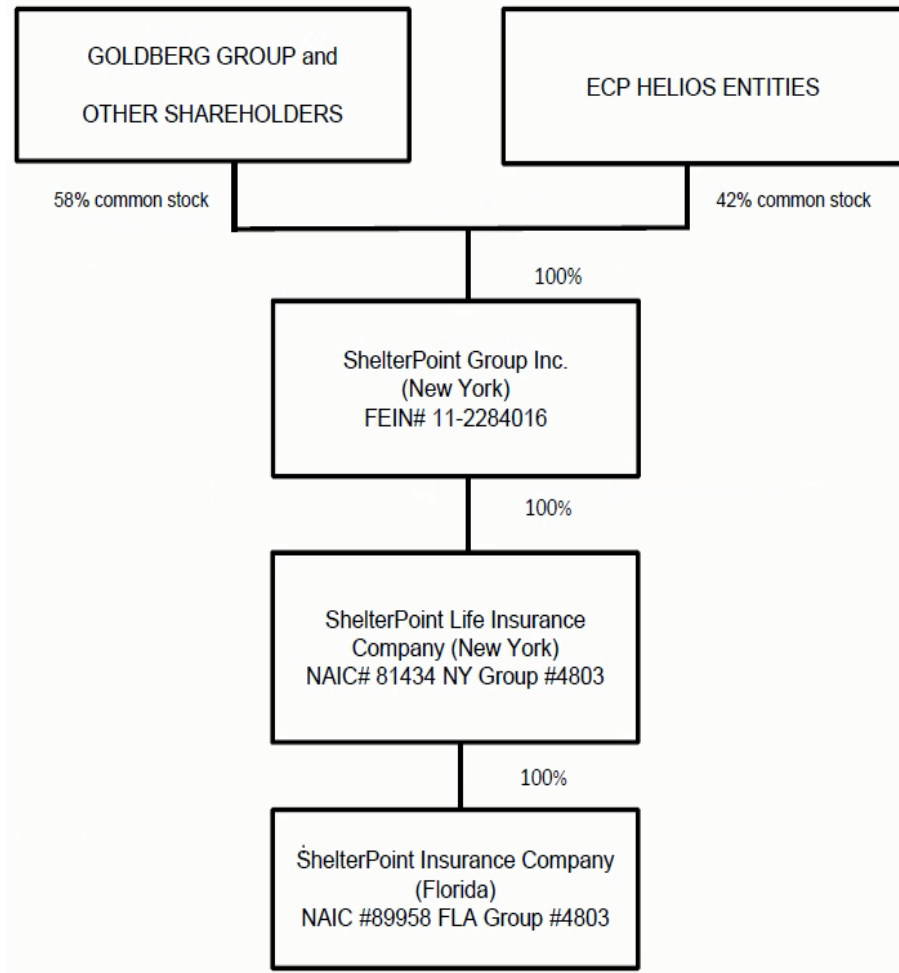 GOLDBERG GROUP and
OTHER SHAREHOLDERS
ECP HELIOS ENTITIES
58% common stock
42% common stock
100%
ShelterPoint Group Inc.
(New York)
FEIN# 11-2284016
100%
ShelterPoint Life Insurance
Company (New York)
NAIC# 81434 NY Group #4803
100%
ShelterPoint Insurance Company
(Florida)
NAIC #89958 FLA Group #4803